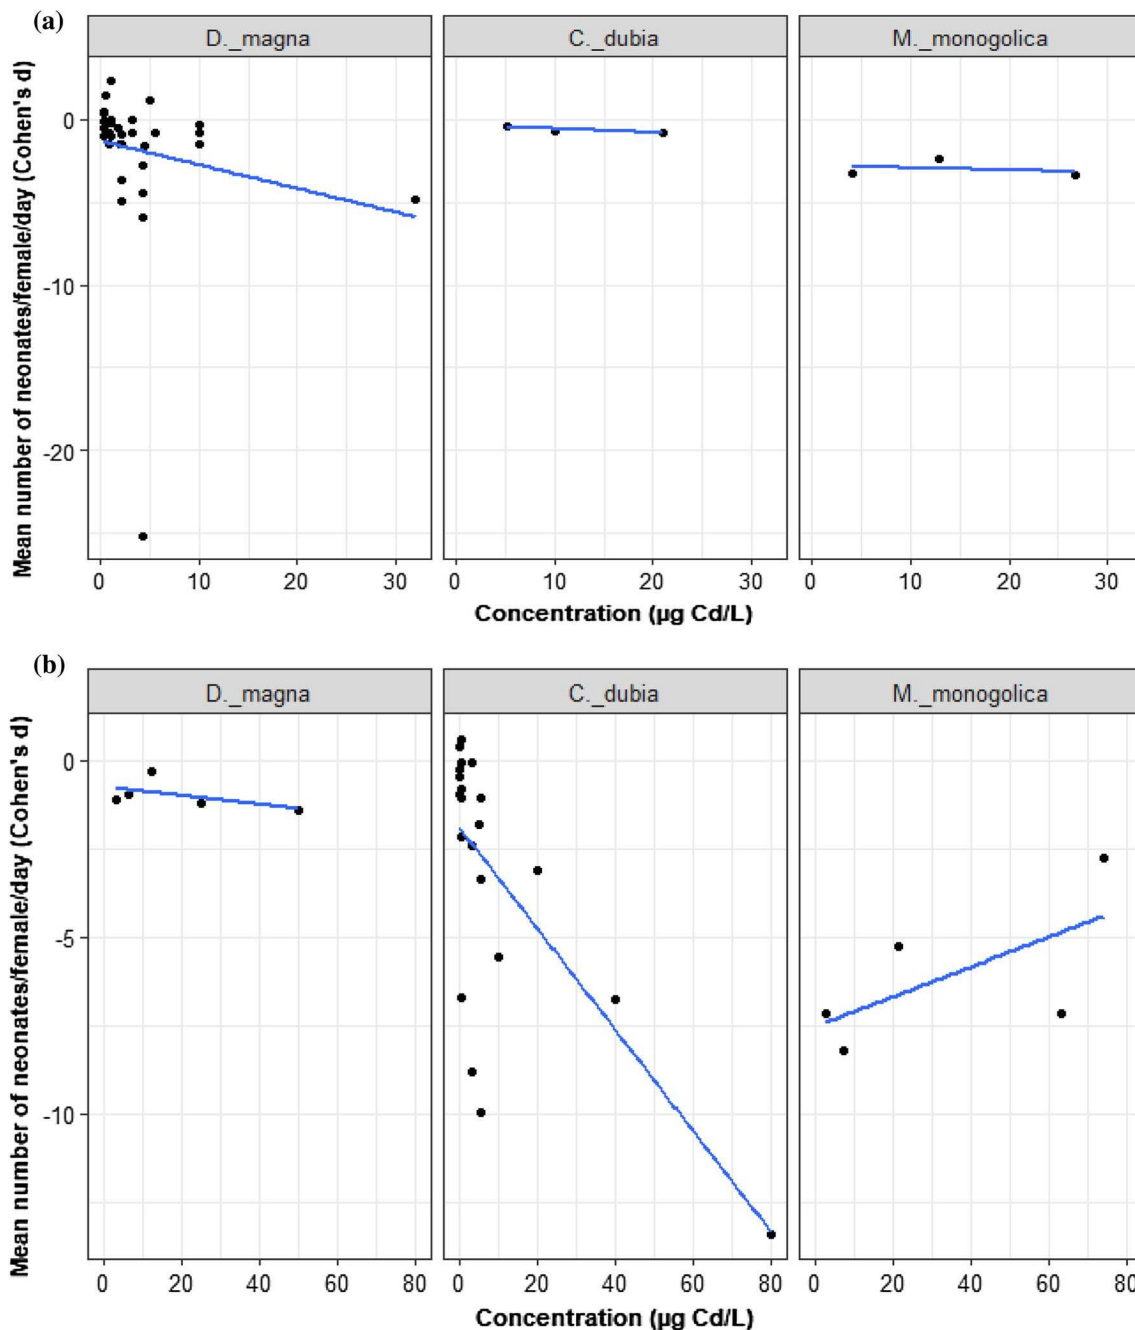 (a)
D._magna
C._dubia
M._monogolica
Mean number of neonates/female/day (Cohen's d)
0
-10
-20
0 10 20 30
0 10 20 30
0 10 20 30
Concentration (µg Cd/L)
(b)
D._magna
C._dubia
M._monogolica
Mean number of neonates/female/day (Cohen's d)
0
-5
-10
0 20 40 60 80
0 20 40 60 80
0 20 40 60 80
Concentration (µg Cd/L)